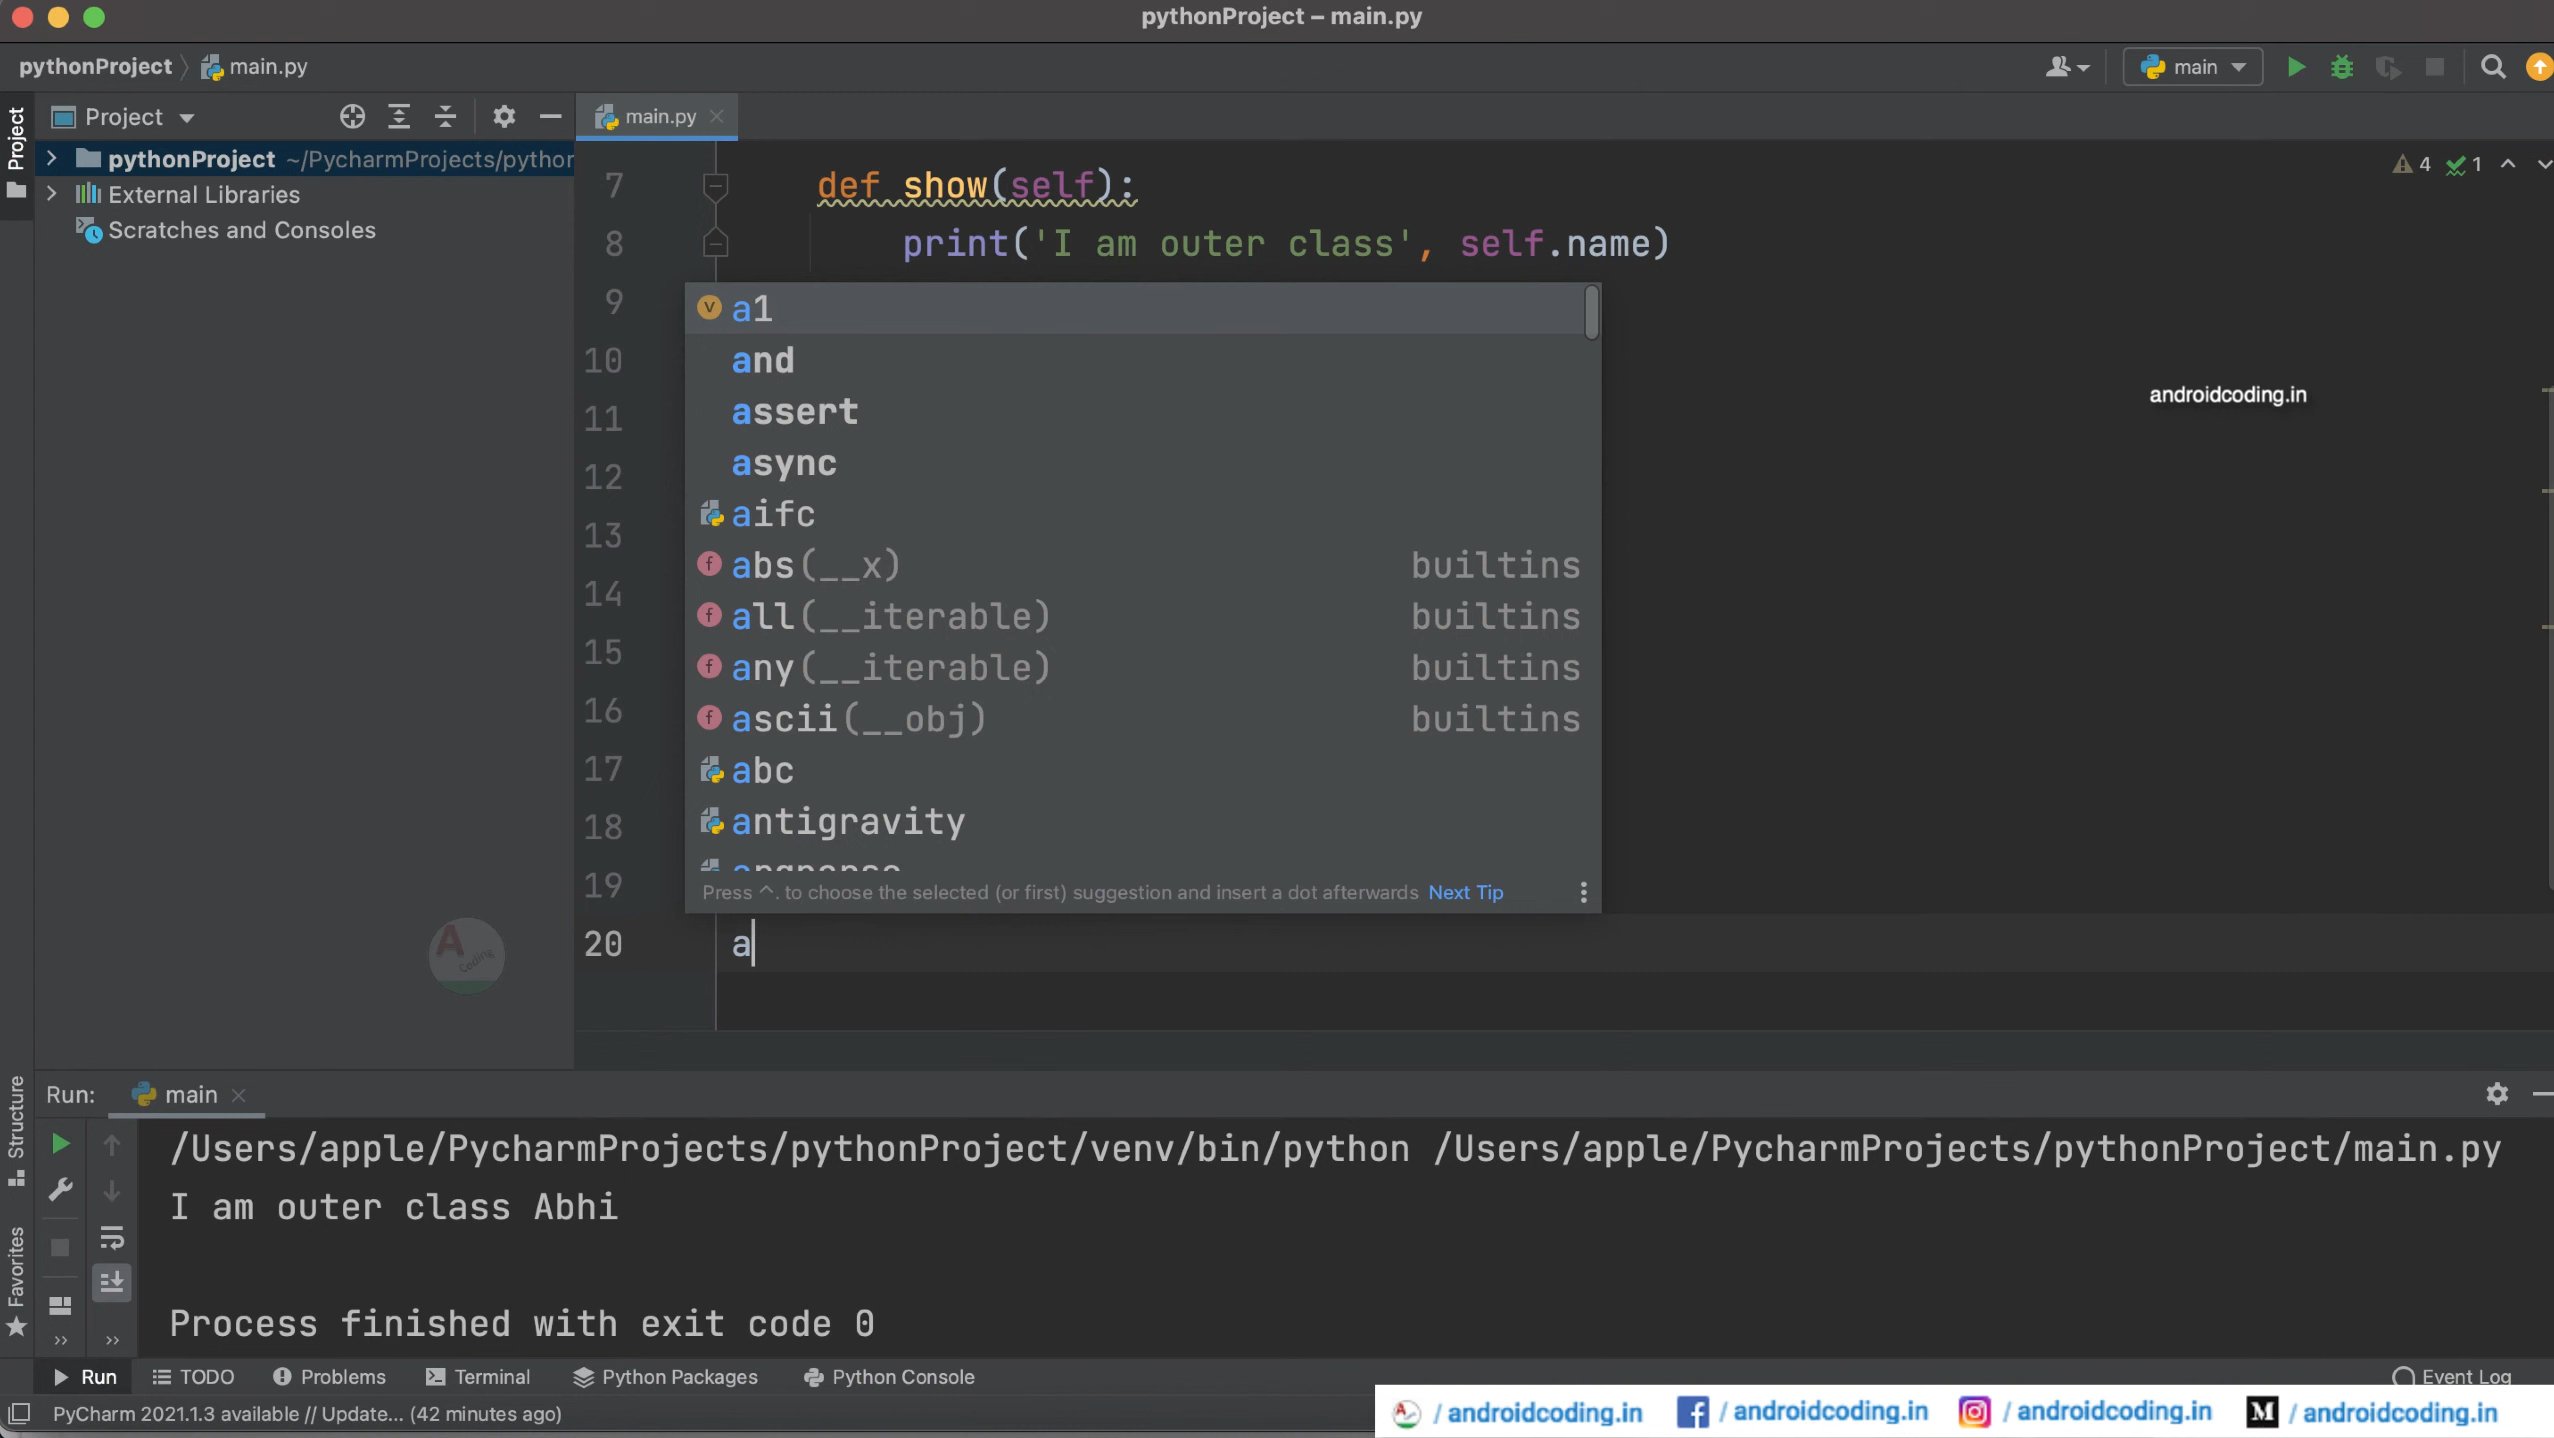 pythonProject – main.py
pythonProject main.py
main
Project
Project
main.py
pythonProject ~/PycharmProjects/python
External Libraries
Scratches and Consoles
4 1
7 def show(self):
8 print('I am outer class', self.name)
9
10
11
12
13
14
15
16
17
18
19
a1
and
assert
async
aifc
abs(__x) builtins
all(__iterable) builtins
any(__iterable) builtins
ascii(__obj) builtins
abc
antigravity
Press ^. to choose the selected (or first) suggestion and insert a dot afterwards Next Tip
20 a
androidcoding.in
A Coding
Structure
Favorites
Run: main
/Users/apple/PycharmProjects/pythonProject/venv/bin/python /Users/apple/PycharmProjects/pythonProject/main.py
I am outer class Abhi
Process finished with exit code 0
Run TODO Problems Terminal Python Packages Python Console Event Log
PyCharm 2021.1.3 available // Update... (42 minutes ago)
/androidcoding.in /androidcoding.in /androidcoding.in /androidcoding.in